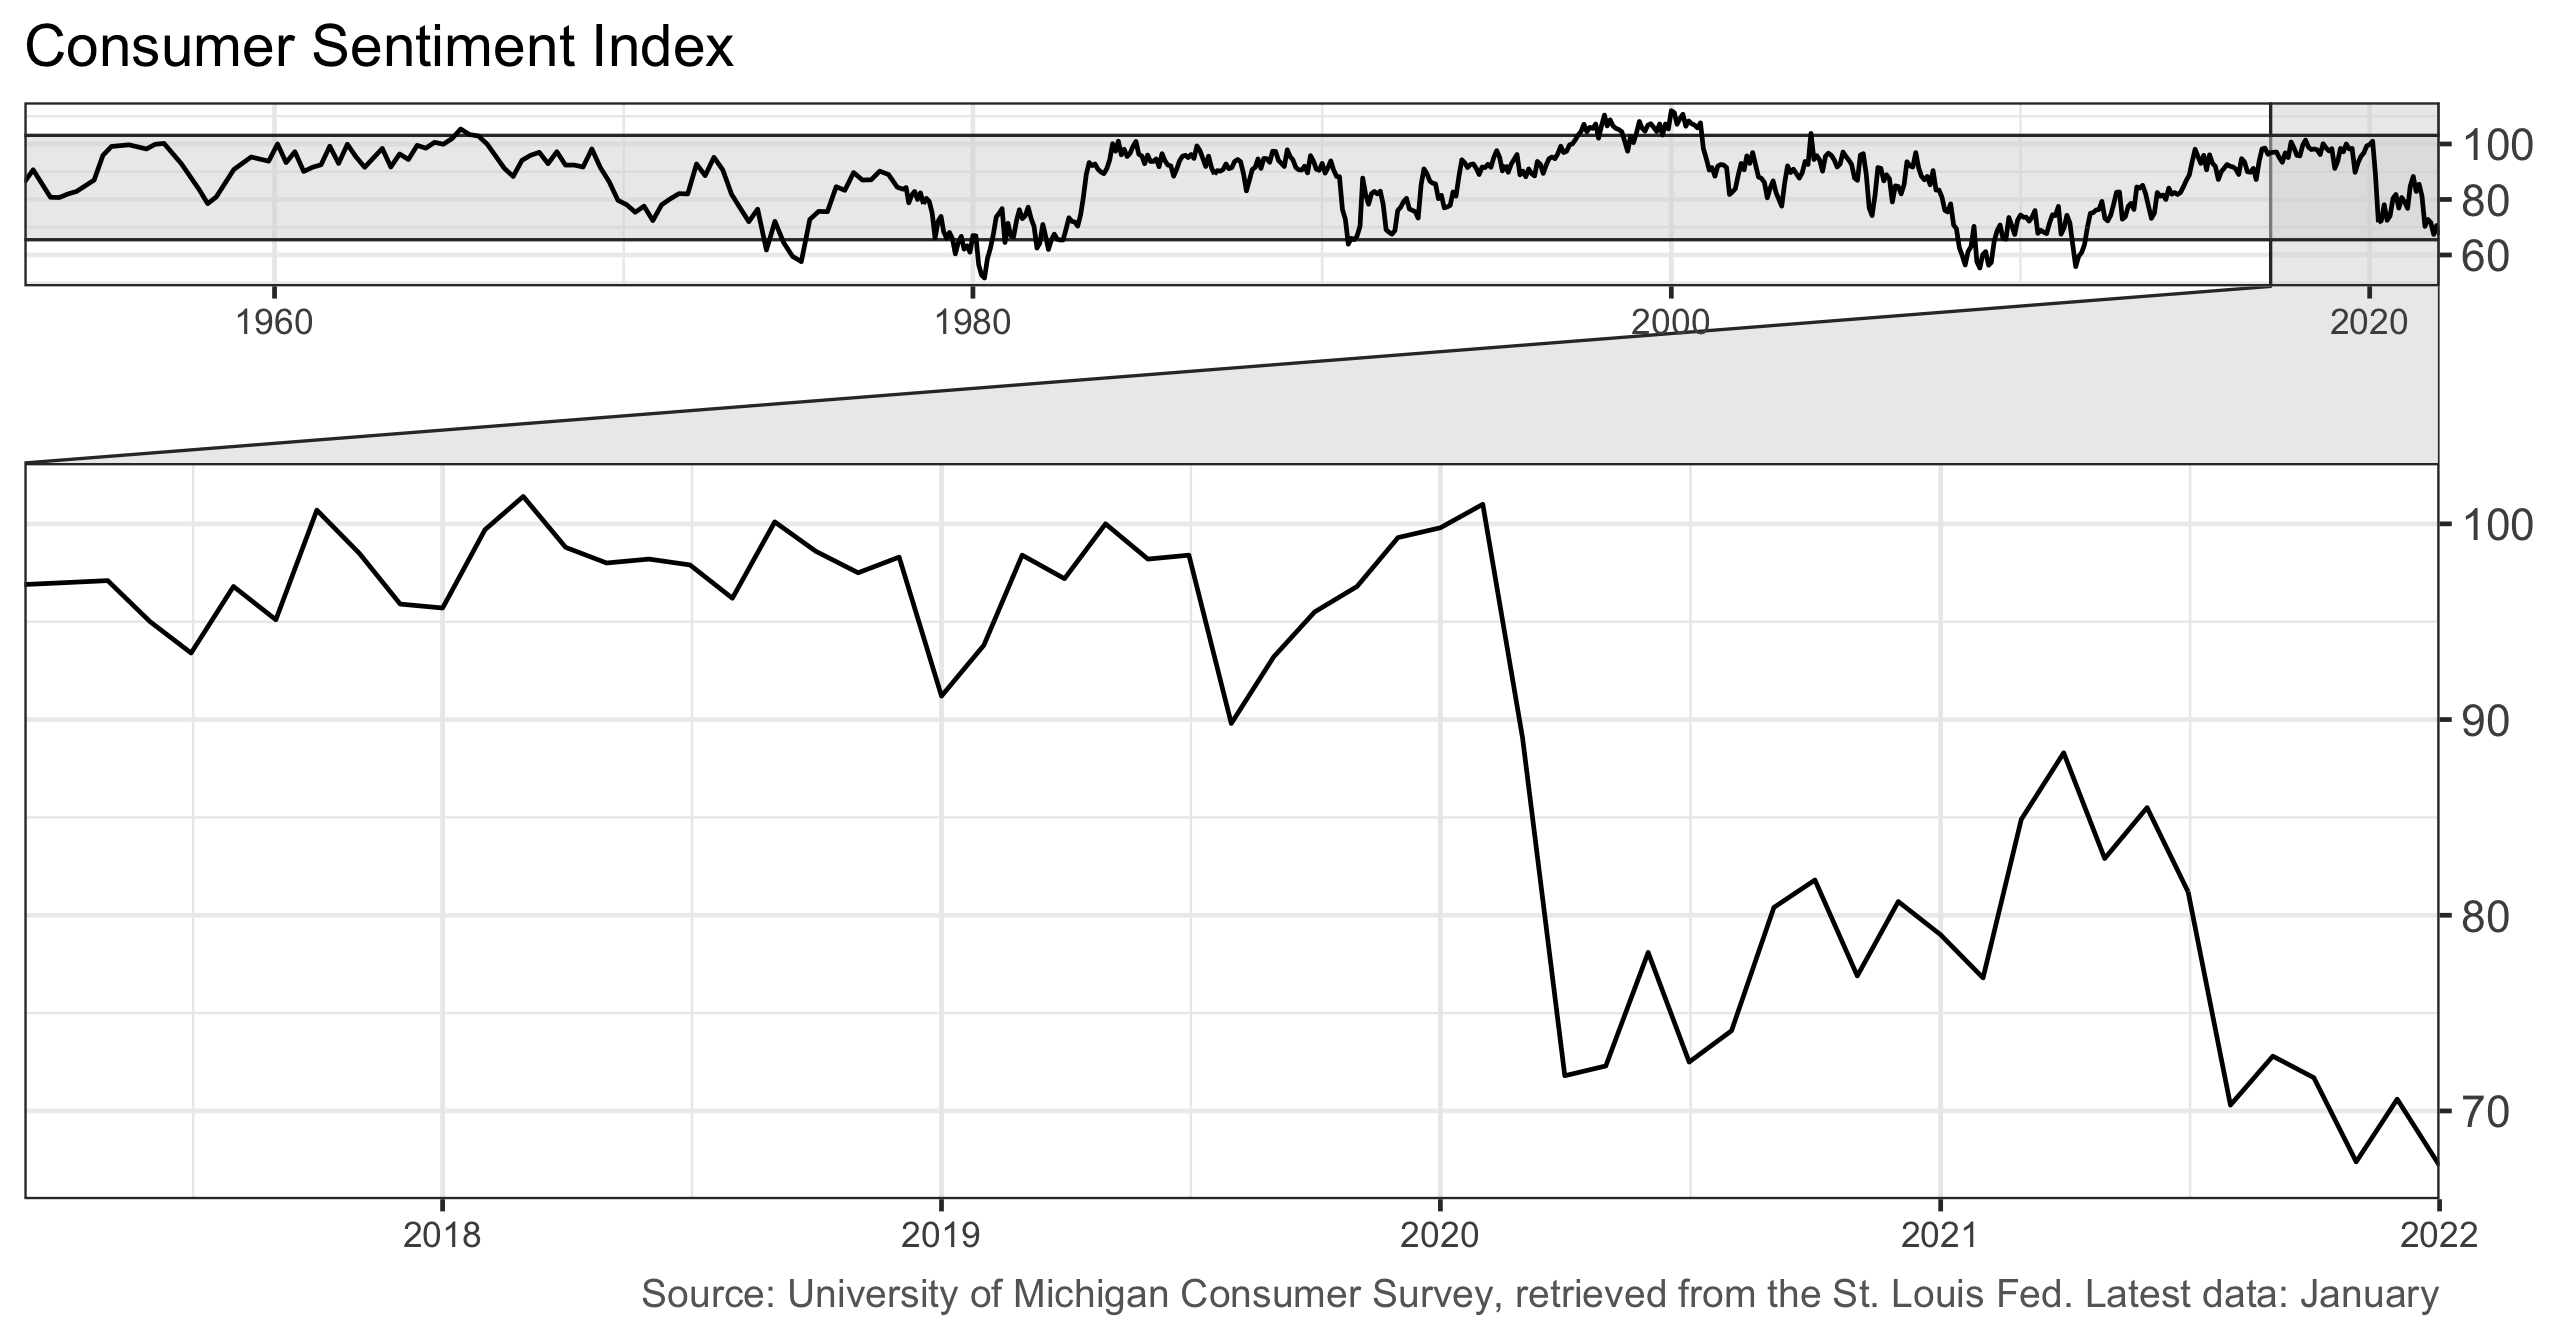 Consumer Sentiment Index
100
80
60
1960 1980 2000 2020
100
90
80
70
2018 2019 2020 2021 2022
Source: University of Michigan Consumer Survey, retrieved from the St. Louis Fed. Latest data: January